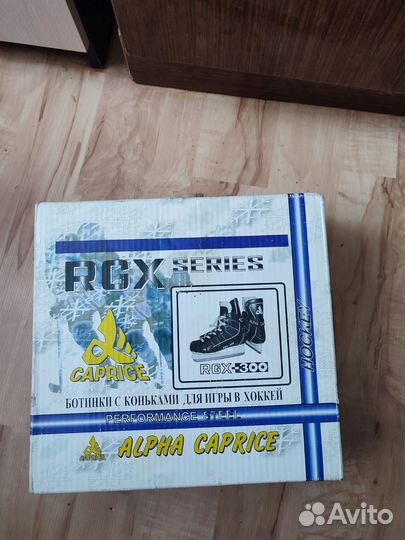 RGX SERIES
CAPRICE
RGX-300
HOCKEY
БОТИНКИ С КОНЬКАМИ ДЛЯ ИГРЫ В ХОККЕЙ
PERFORMANCE STEEL
ALPHA CAPRICE
Avito